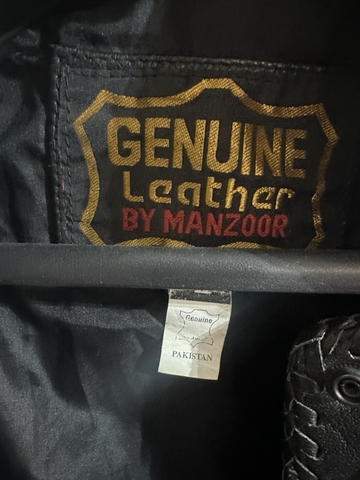 GENUINE
Leather
BY MANZOOR
Genuine
PAKISTAN